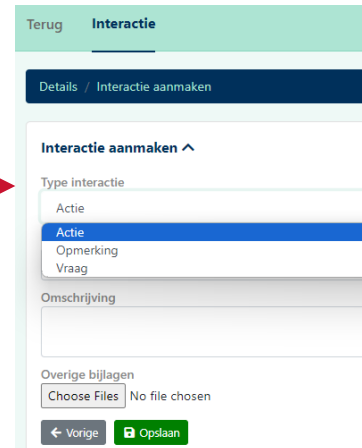 Terug Interactie
Details / Interactie aanmaken
Interactie aanmaken
Type interactie
Actie
Actie
Opmerking
Vraag
Omschrijving
Overige bijlagen
Choose Files No file chosen
Vorige Opslaan